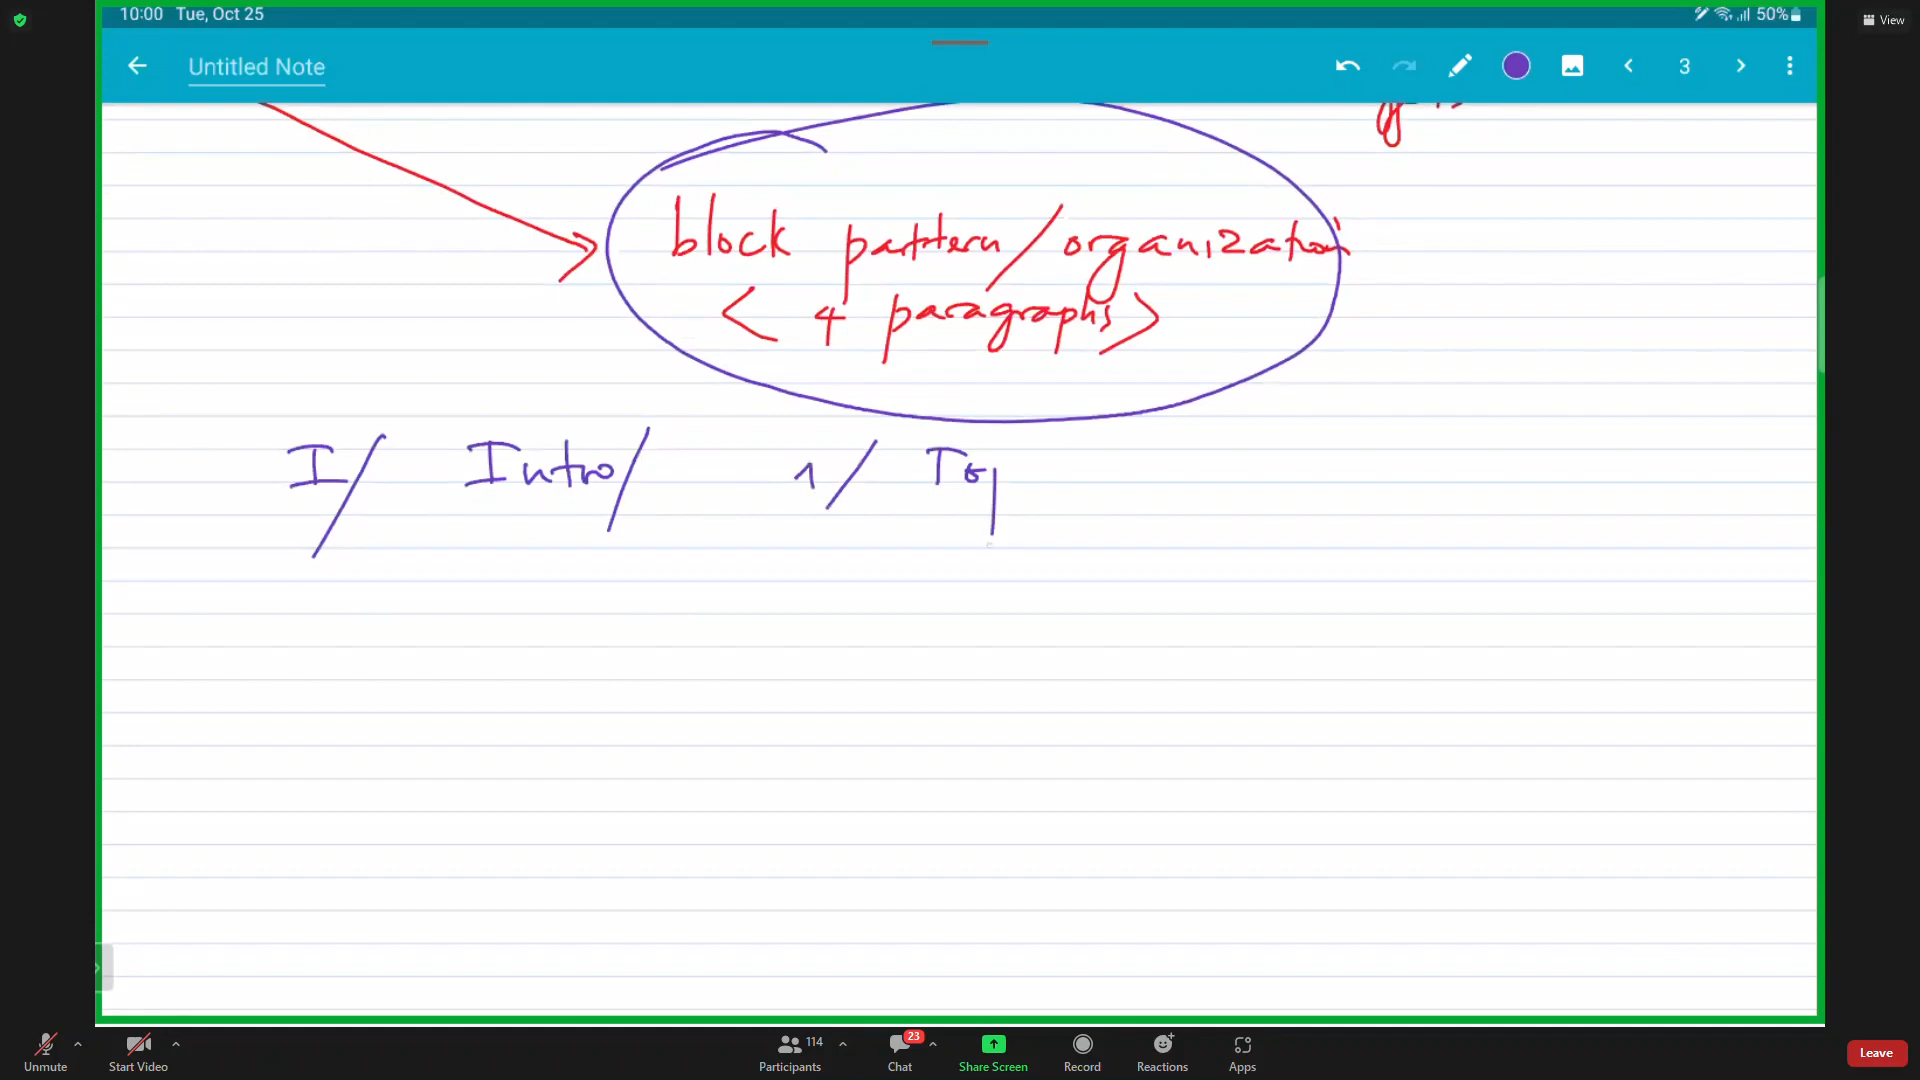 10:00 Tue, Oct 25
50%
View
Untitled Note
3
block pattern/organization
< 4 paragraphs >
I/ Intro/ 1/ Top
Unmute
Start Video
114
Participants
23
Chat
Share Screen
Record
Reactions
Apps
Leave